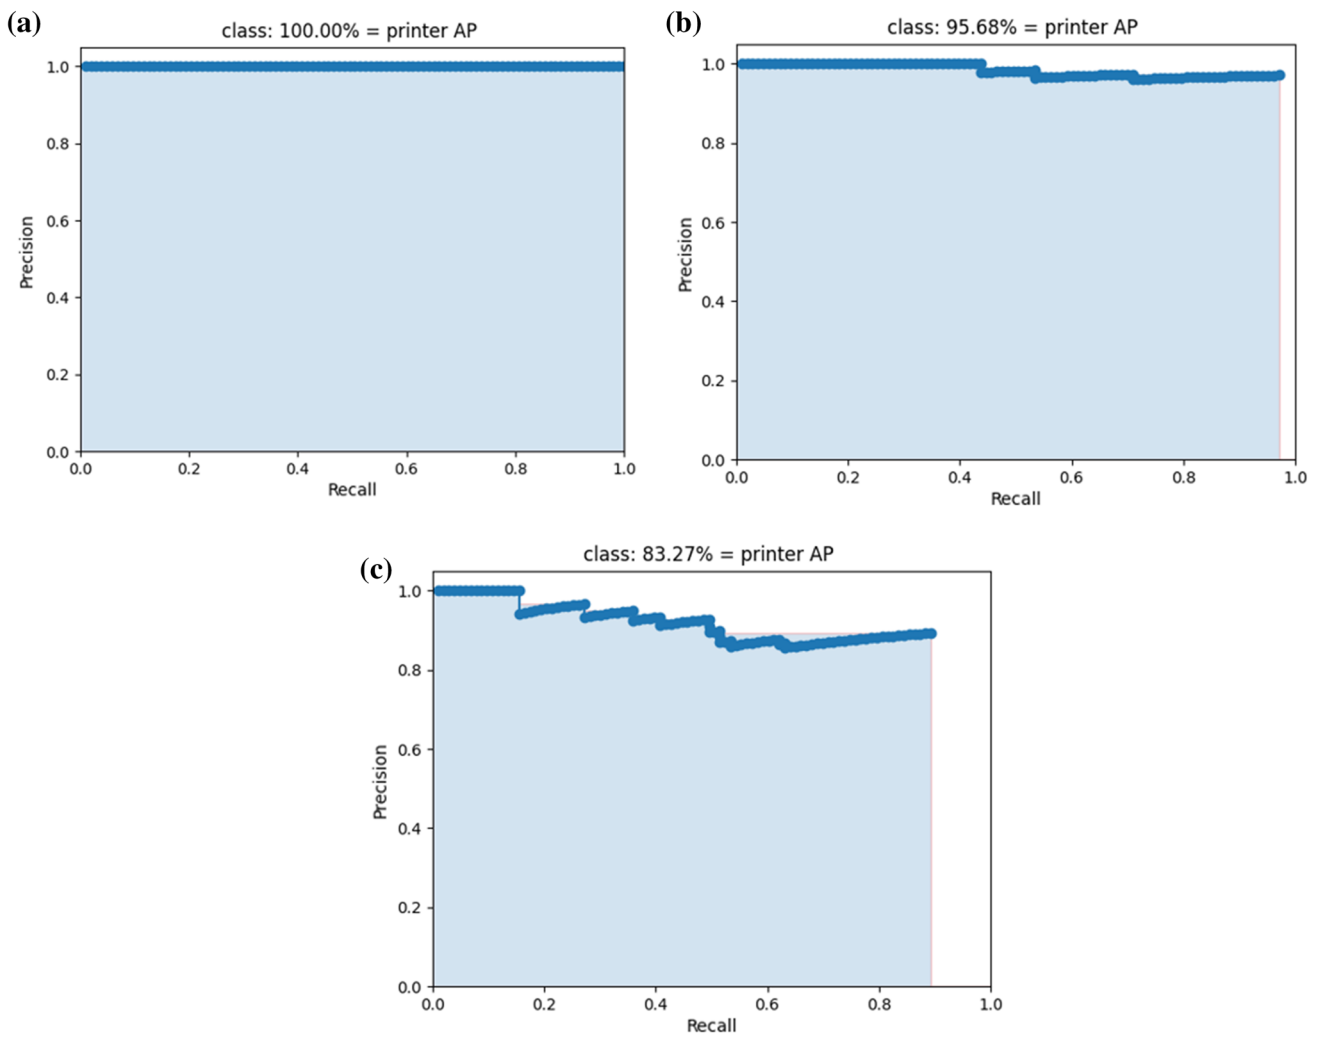 (a)
class: 100.00% = printer AP
1.0
0.8
0.6
0.4
0.2
0.0
Precision
0.0 0.2 0.4 0.6 0.8 1.0
Recall
(b)
class: 95.68% = printer AP
1.0
0.8
0.6
0.4
0.2
0.0
Precision
0.0 0.2 0.4 0.6 0.8 1.0
Recall
(c)
class: 83.27% = printer AP
1.0
0.8
0.6
0.4
0.2
0.0
Precision
0.0 0.2 0.4 0.6 0.8 1.0
Recall